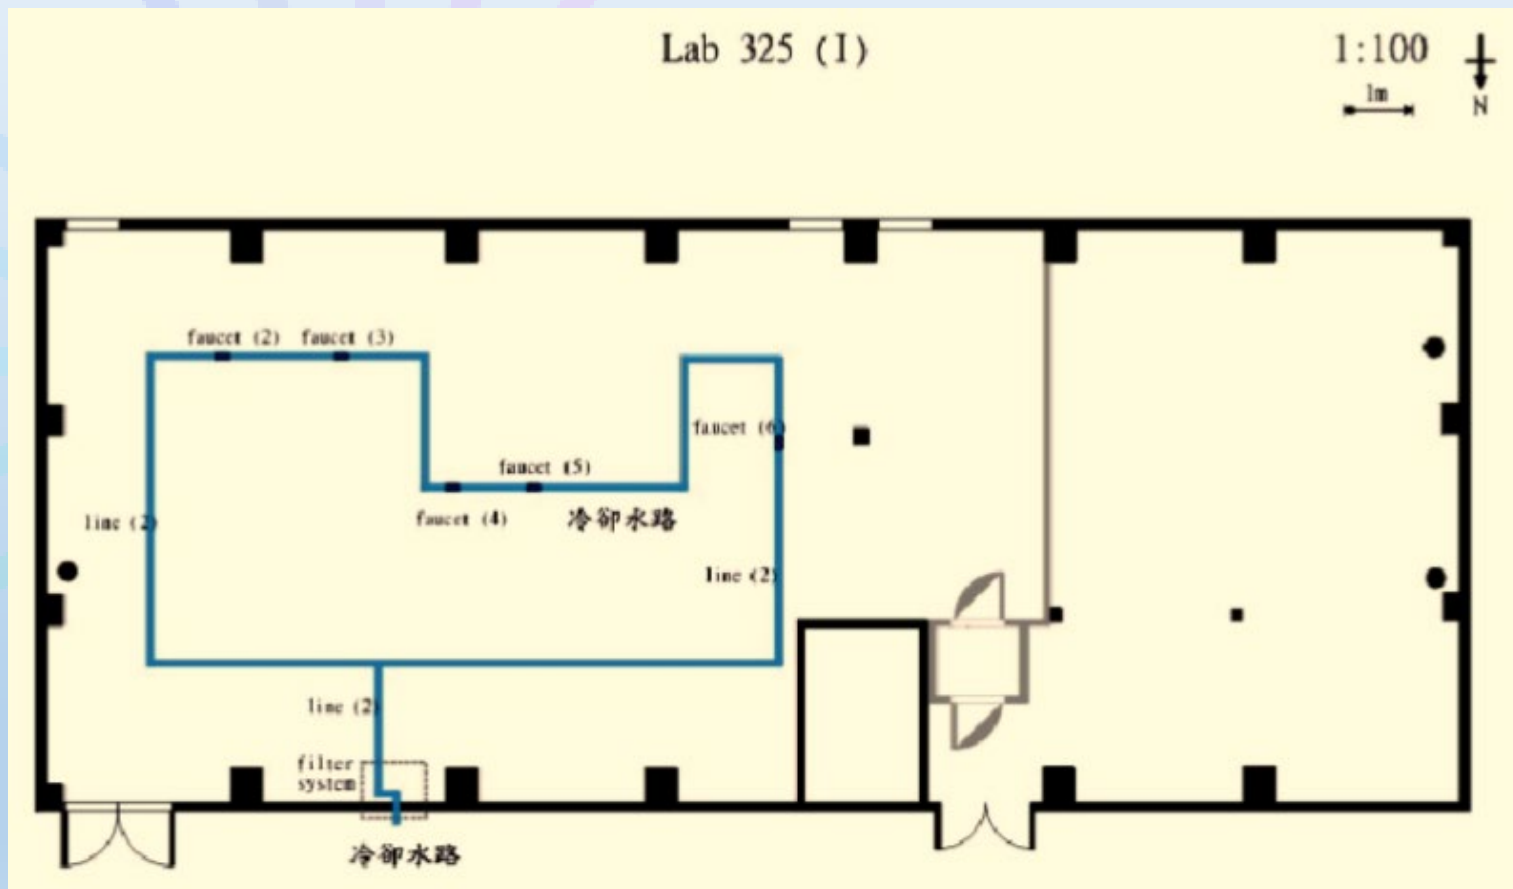 Lab 325 (I)
1:100
1m
N
faucet (2)
faucet (3)
faucet (6)
faucet (5)
faucet (4)
冷卻水路
line (2)
line (2)
line (2)
filter
system
冷卻水路